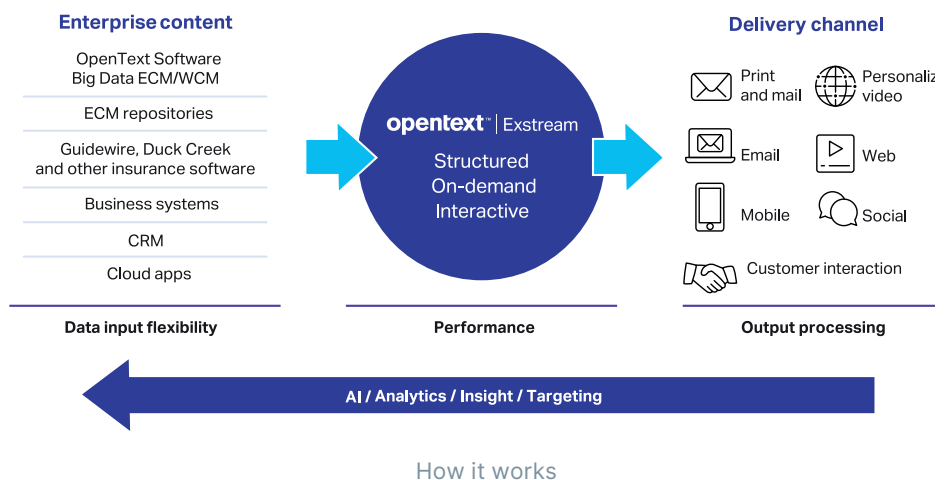 Enterprise content
OpenText Software
Big Data ECM/WCM
ECM repositories
Guidewire, Duck Creek
and other insurance software
Business systems
CRM
Cloud apps
Data input flexibility
opentext™ | Exstream
Structured
On-demand
Interactive
Performance
Delivery channel
Print
and mail
Personaliz
video
Email
Web
Mobile
Social
Customer interaction
Output processing
AI / Analytics / Insight / Targeting
How it works